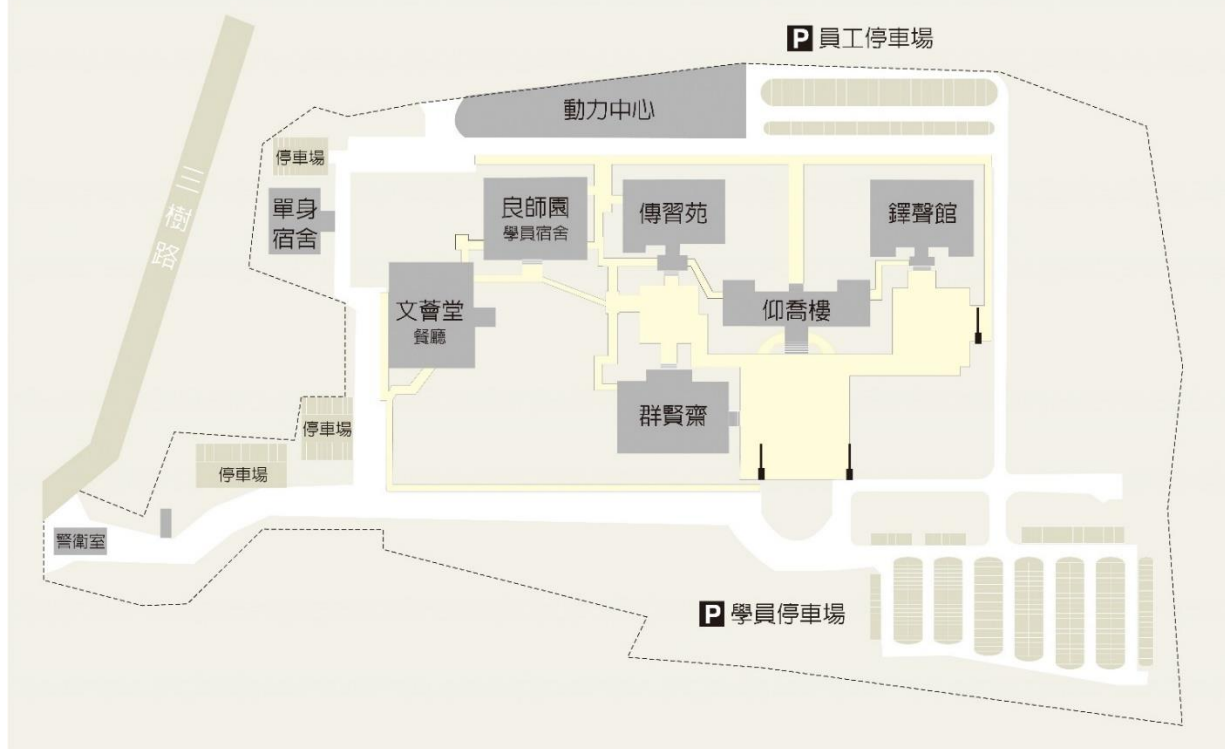 P 員工停車場
動力中心
停車場
三樹路
單身
宿舍
良師園
學員宿舍
傳習苑
鐸聲館
文薈堂
餐廳
仰喬樓
群賢齋
停車場
停車場
警衛室
P 學員停車場